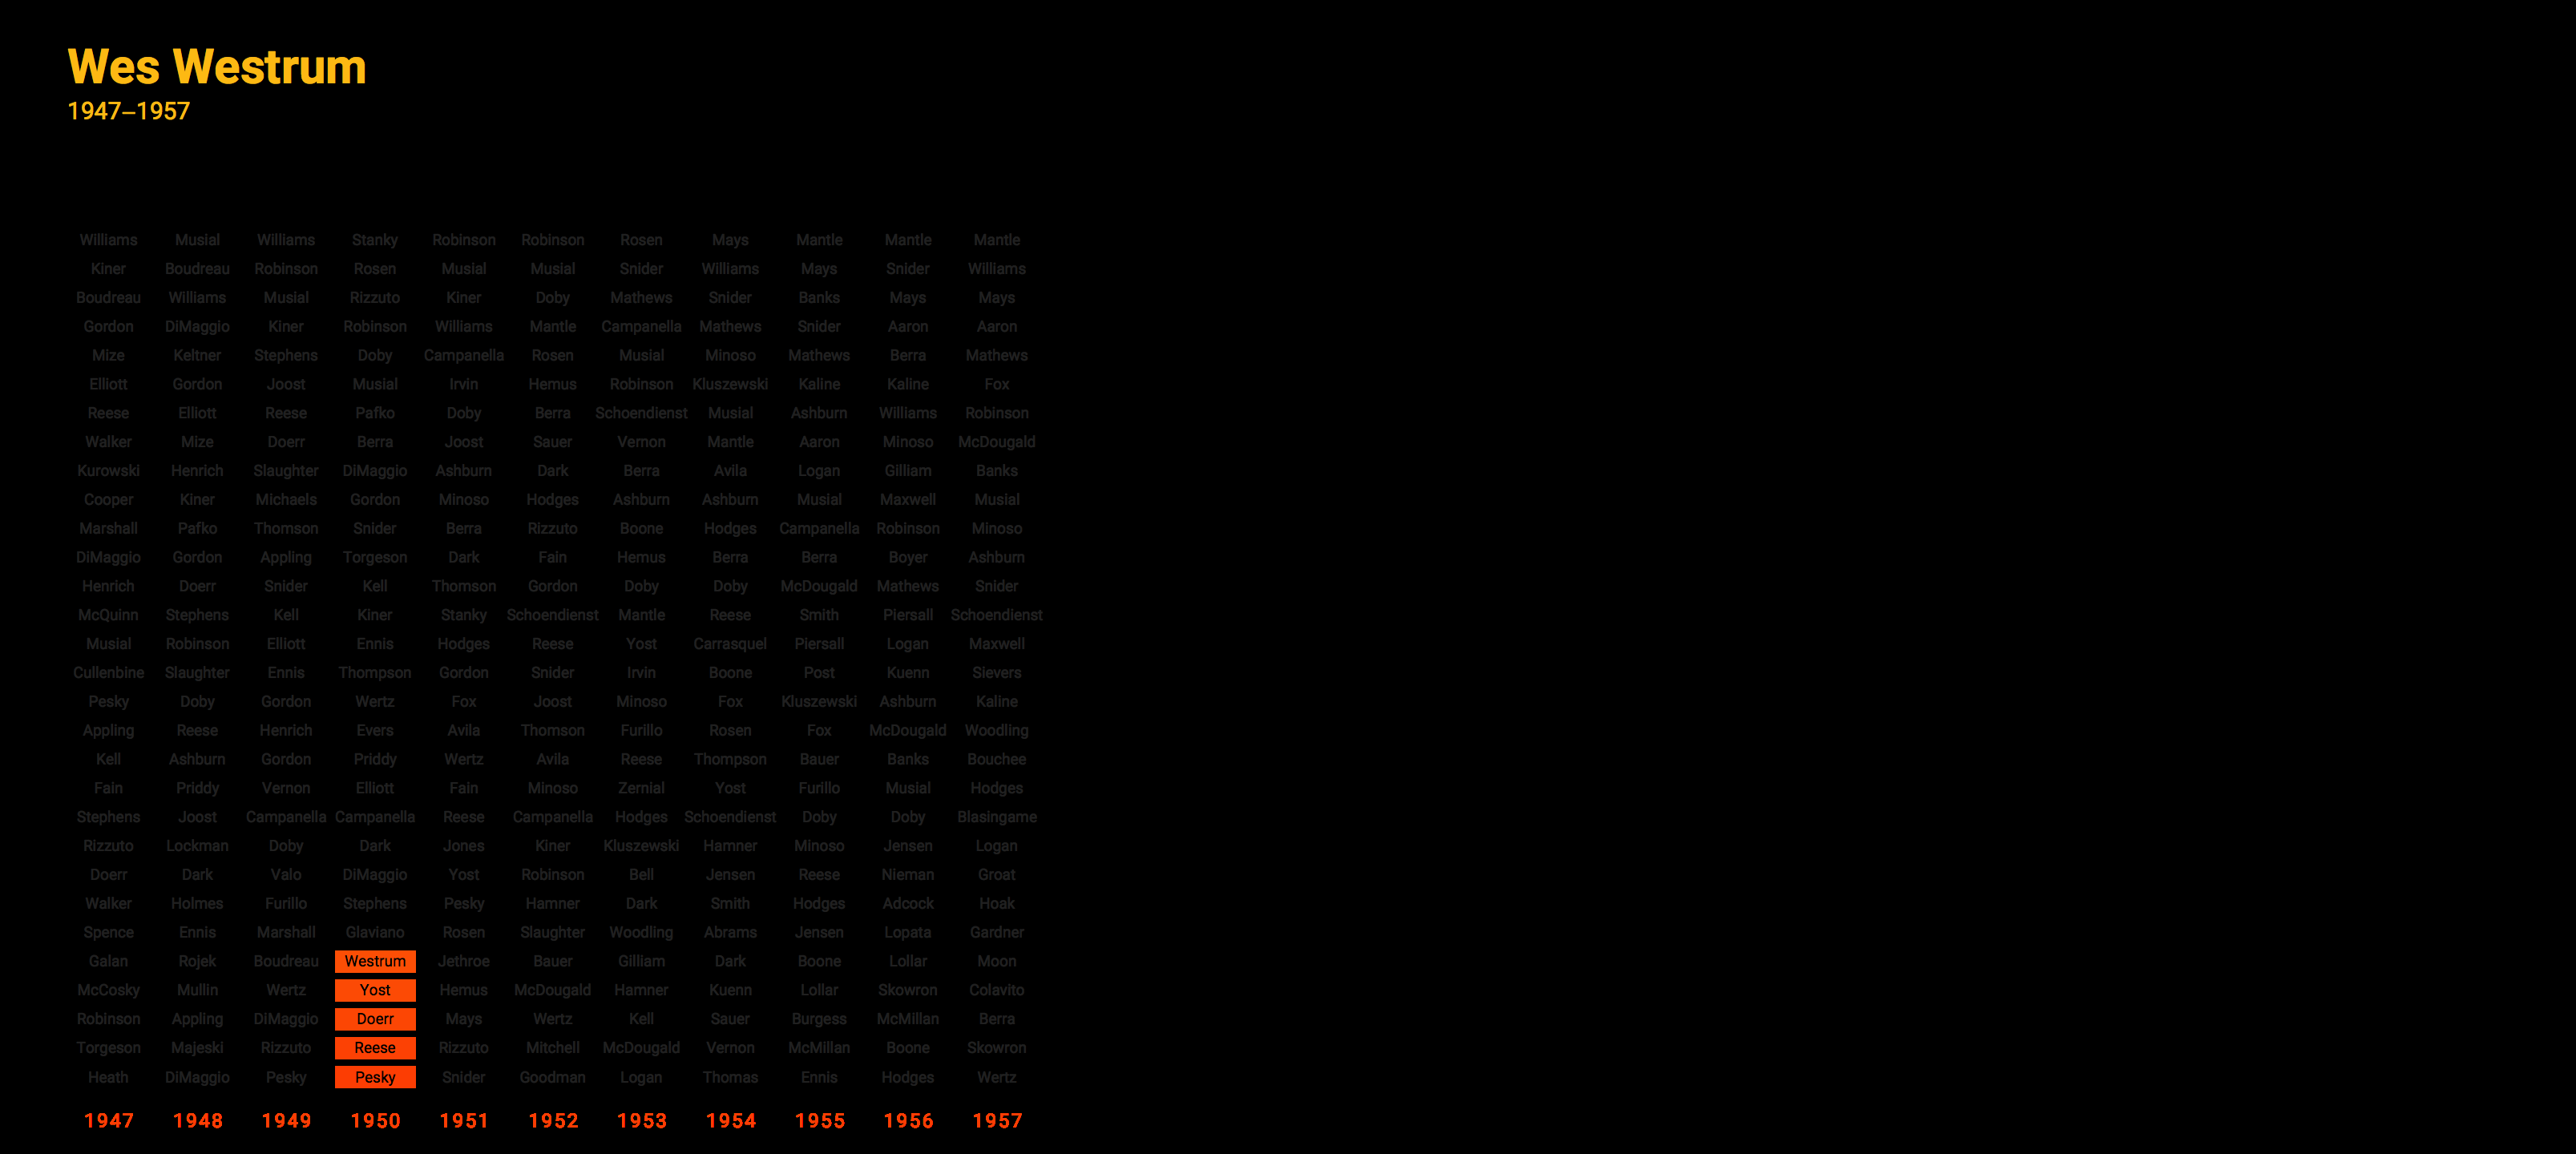 Wes Westrum
1947–1957
Williams Musial Williams Stanky Robinson Robinson Rosen Mays Mantle Mantle Mantle
Kiner Boudreau Robinson Rosen Musial Musial Snider Williams Mays Snider Williams
Boudreau Williams Musial Rizzuto Kiner Doby Mathews Snider Banks Mays Mays
Gordon DiMaggio Kiner Robinson Williams Mantle Campanella Mathews Snider Aaron Aaron
Mize Keltner Stephens Doby Campanella Rosen Musial Minoso Mathews Berra Mathews
Elliott Gordon Joost Musial Irvin Hemus Robinson Kluszewski Kaline Kaline Fox
Reese Elliott Reese Pafko Doby Berra Schoendienst Musial Ashburn Williams Robinson
Walker Mize Doerr Berra Joost Sauer Vernon Mantle Aaron Minoso McDougald
Kurowski Henrich Slaughter DiMaggio Ashburn Dark Berra Avila Logan Gilliam Banks
Cooper Kiner Michaels Gordon Minoso Hodges Ashburn Ashburn Musial Maxwell Musial
Marshall Pafko Thomson Snider Berra Rizzuto Boone Hodges Campanella Robinson Minoso
DiMaggio Gordon Appling Torgeson Dark Fain Hemus Berra Berra Boyer Ashburn
Henrich Doerr Snider Kell Thomson Gordon Doby Doby McDougald Mathews Snider
McQuinn Stephens Kell Kiner Stanky Schoendienst Mantle Reese Smith Piersall Schoendienst
Musial Robinson Elliott Ennis Hodges Reese Yost Carrasquel Piersall Logan Maxwell
Cullenbine Slaughter Ennis Thompson Gordon Snider Irvin Boone Post Kuenn Sievers
Pesky Doby Gordon Wertz Fox Joost Minoso Fox Kluszewski Ashburn Kaline
Appling Reese Henrich Evers Avila Thomson Furillo Rosen Fox McDougald Woodling
Kell Ashburn Gordon Priddy Wertz Avila Reese Thompson Bauer Banks Bouchee
Fain Priddy Vernon Elliott Fain Minoso Zernial Yost Furillo Musial Hodges
Stephens Joost Campanella Campanella Reese Campanella Hodges Schoendienst Doby Doby Blasingame
Rizzuto Lockman Doby Dark Jones Kiner Kluszewski Hamner Minoso Jensen Logan
Doerr Dark Valo DiMaggio Yost Robinson Bell Jensen Reese Nieman Groat
Walker Holmes Furillo Stephens Pesky Hamner Dark Smith Hodges Adcock Hoak
Spence Ennis Marshall Glaviano Rosen Slaughter Woodling Abrams Jensen Lopata Gardner
Galan Rojek Boudreau Westrum Jethroe Bauer Gilliam Dark Boone Lollar Moon
McCosky Mullin Wertz Yost Hemus McDougald Hamner Kuenn Lollar Skowron Colavito
Robinson Appling DiMaggio Doerr Mays Wertz Kell Sauer Burgess McMillan Berra
Torgeson Majeski Rizzuto Reese Rizzuto Mitchell McDougald Vernon McMillan Boone Skowron
Heath DiMaggio Pesky Pesky Snider Goodman Logan Thomas Ennis Hodges Wertz
1947 1948 1949 1950 1951 1952 1953 1954 1955 1956 1957